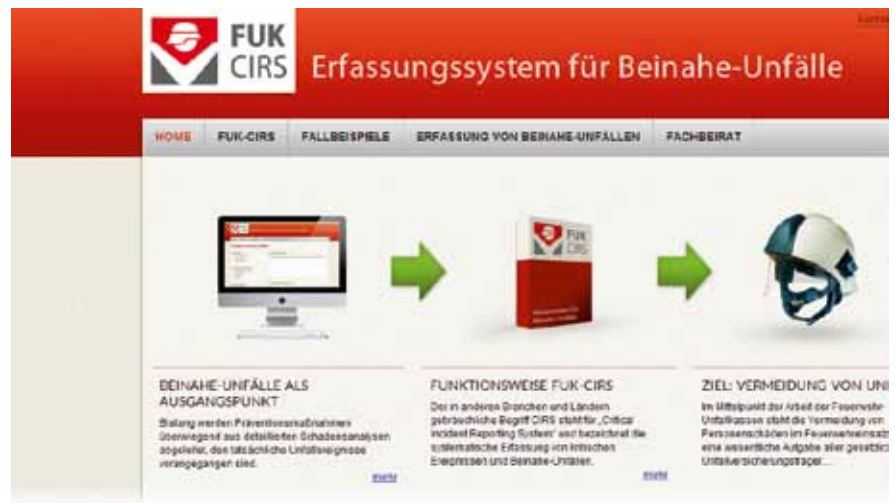 FUK
CIRS
Erfassungssystem für Beinahe-Unfälle
HOME FUK-CIRS FALLBEISPIELE ERFASSUNG VON BEINAHE-UNFÄLLEN FACHBEIRAT
FUK
CIRS
BEINAHE-UNFÄLLE ALS
AUSGANGSPUNKT
Bislang werden Präventionsmaßnahmen
überwiegend aus detaillierten Schadensanalysen
abgeleitet, den tatsächliche Unfallereignisse
vorangegangen sind.
mehr
FUNKTIONSWEISE FUK-CIRS
Der in anderen Branchen und Ländern
gebräuchliche Begriff CIRS steht für „Critical
Incident Reporting System“ und bezeichnet die
systematische Erfassung von kritischen
Ereignissen und Beinahe-Unfällen.
mehr
ZIEL: VERMEIDUNG VON UN
Im Mittelpunkt der Arbeit der Feuerwehr
Unfallkassen steht die Vermeidung von
Personenschäden im Feuerwehreinsatz
eine wesentliche Aufgabe aller gesetzlic
Unfallversicherungsträger...